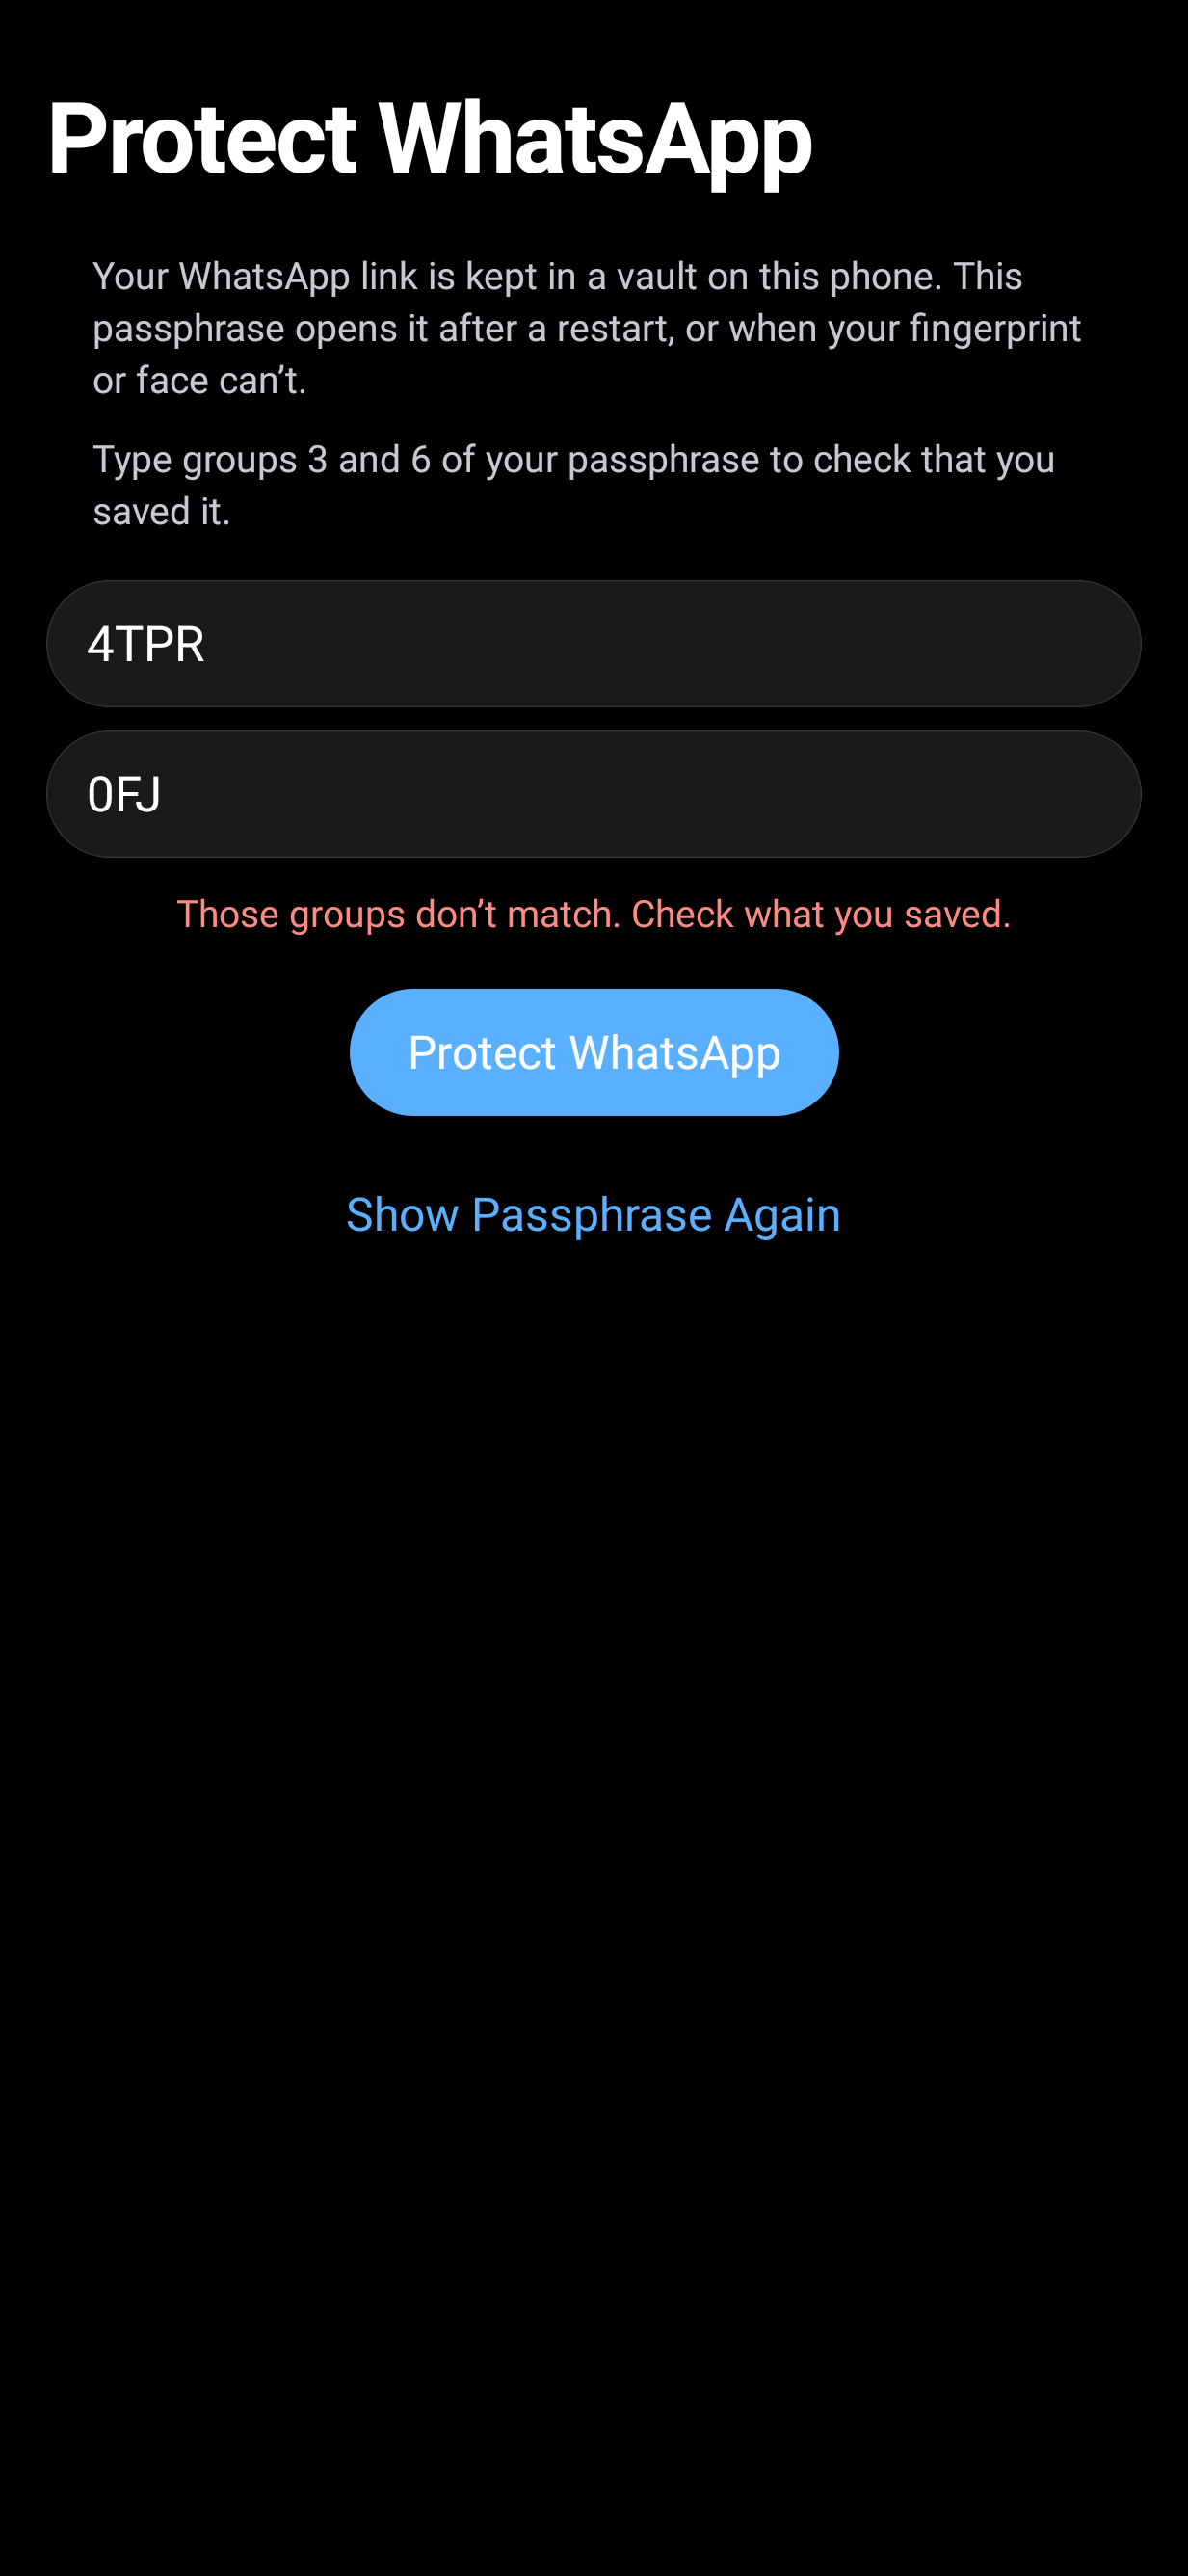 Protect WhatsApp
Your WhatsApp link is kept in a vault on this phone. This
passphrase opens it after a restart, or when your fingerprint
or face can’t.
Type groups 3 and 6 of your passphrase to check that you
saved it.
4TPR
0FJ
Those groups don’t match. Check what you saved.
Protect WhatsApp
Show Passphrase Again